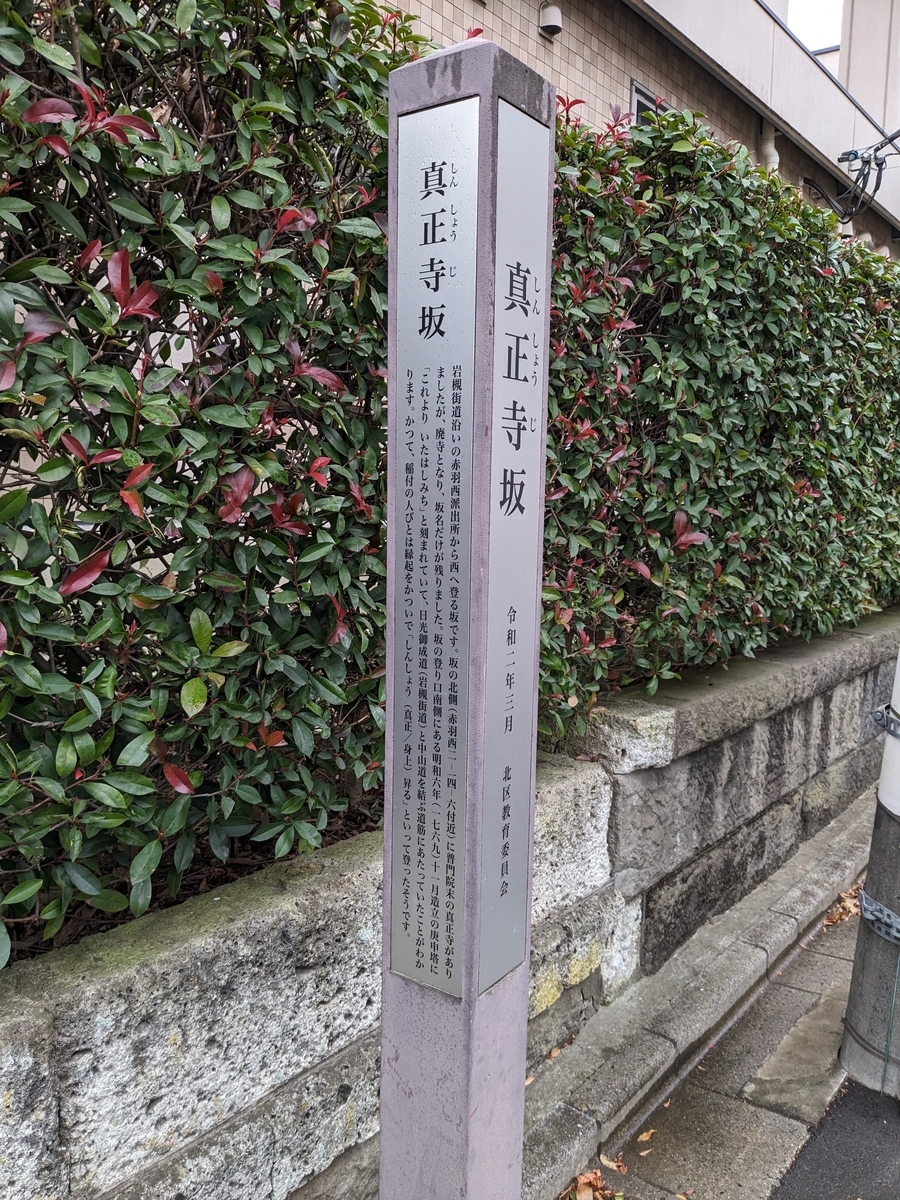 真正寺坂
しんしょうじ
岩槻街道沿いの赤羽西派出所から西へ登る坂です。坂の北側(赤羽西二-一四-六付近)に普門院末の真正寺があり
ましたが、廃寺となり、坂名だけが残りました。坂の登り口南側にある明和六年(一七六九)十一月造立の庚申塔に
「これより いたはしみち」と刻まれていて、日光御成道(岩槻街道)と中山道を結ぶ道筋にあたっていたことがわか
ります。かつて、稲付の人びとは縁起をかついで「しんしょう(真正/身上)昇る」といって登ったそうです。
真正寺坂
しんしょうじ
令和二年三月 北区教育委員会